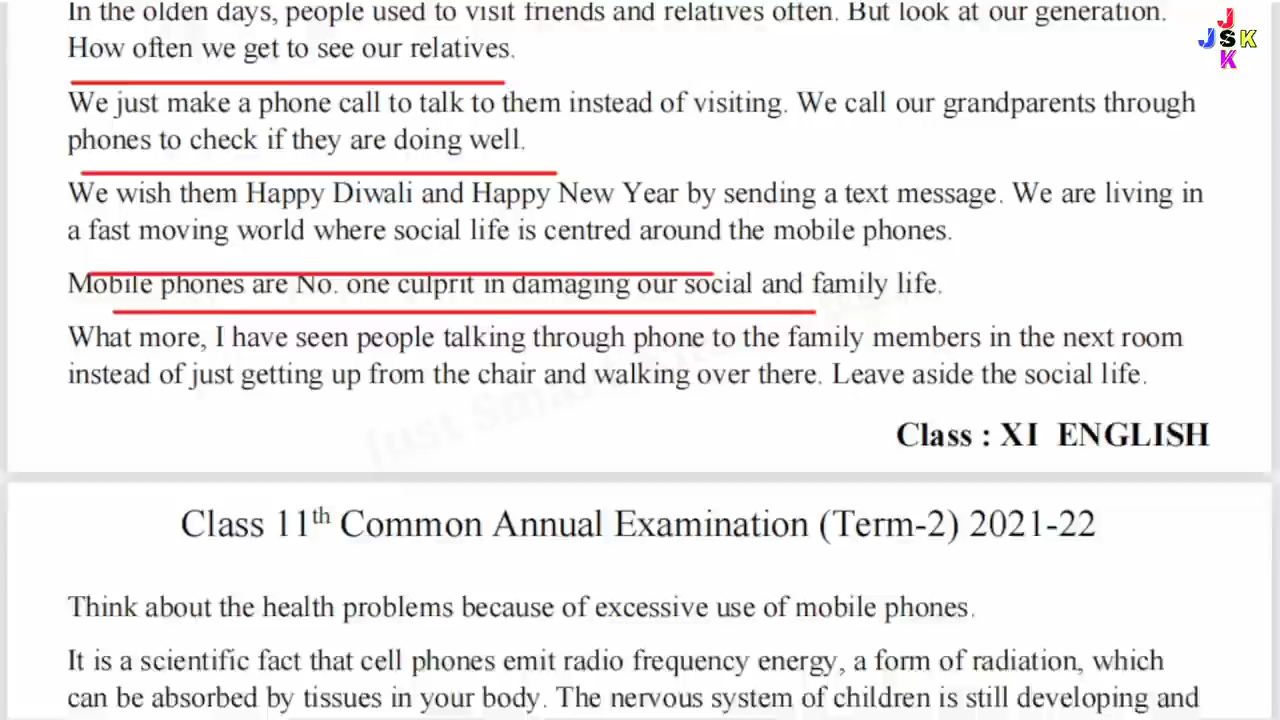 In the olden days, people used to visit friends and relatives often. But look at our generation.
How often we get to see our relatives.
We just make a phone call to talk to them instead of visiting. We call our grandparents through
phones to check if they are doing well.
We wish them Happy Diwali and Happy New Year by sending a text message. We are living in
a fast moving world where social life is centred around the mobile phones.
Mobile phones are No. one culprit in damaging our social and family life.
What more, I have seen people talking through phone to the family members in the next room
instead of just getting up from the chair and walking over there. Leave aside the social life.
Class : XI ENGLISH
Class 11th Common Annual Examination (Term-2) 2021-22
Think about the health problems because of excessive use of mobile phones.
It is a scientific fact that cell phones emit radio frequency energy, a form of radiation, which
can be absorbed by tissues in your body. The nervous system of children is still developing and
J
JSK
K
Just